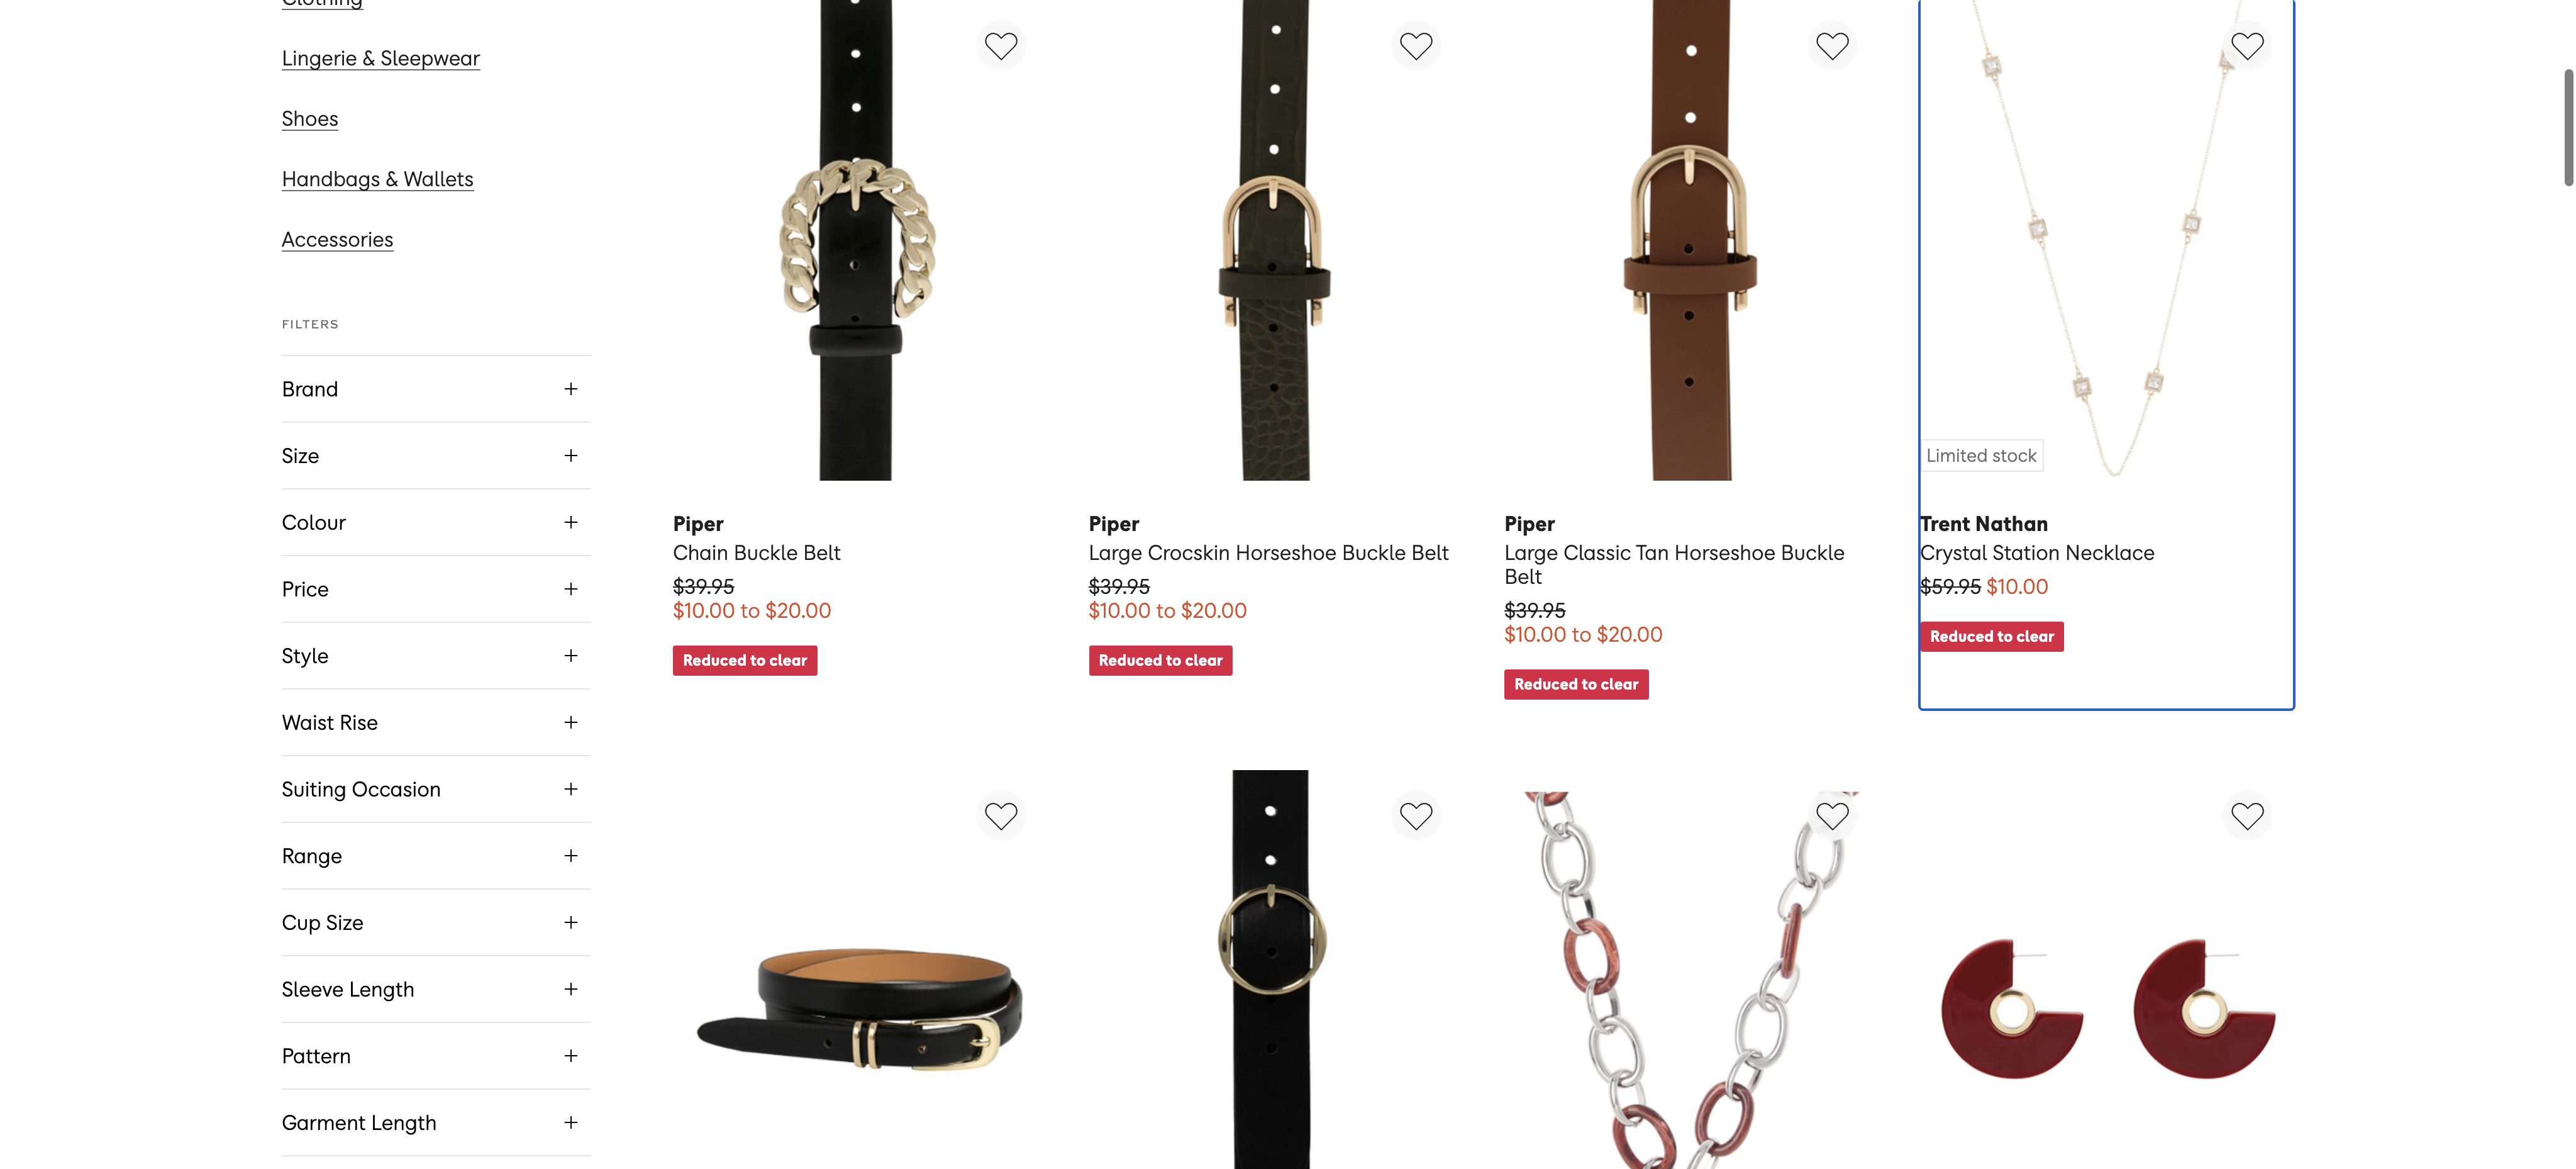 Clothing
Lingerie & Sleepwear
Shoes
Handbags & Wallets
Accessories
FILTERS
Brand
Size
Colour
Price
Style
Waist Rise
Suiting Occasion
Range
Cup Size
Sleeve Length
Pattern
Garment Length
Piper
Chain Buckle Belt
$39.95
$10.00 to $20.00
Reduced to clear
Piper
Large Crocskin Horseshoe Buckle Belt
$39.95
$10.00 to $20.00
Reduced to clear
Piper
Large Classic Tan Horseshoe Buckle
Belt
$39.95
$10.00 to $20.00
Reduced to clear
Limited stock
Trent Nathan
Crystal Station Necklace
$59.95 $10.00
Reduced to clear